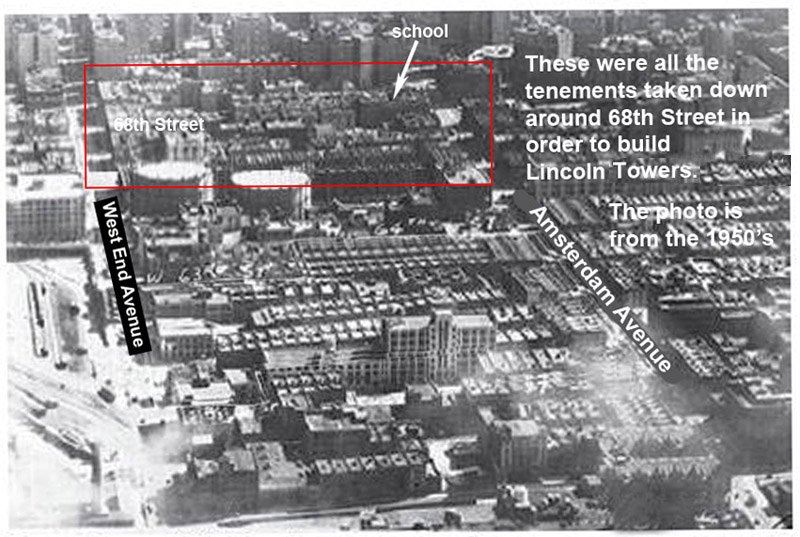 school
These were all the
tenements taken down
around 68th Street in
order to build
Lincoln Towers.
68th Street
The photo is
from the 1950's
West End Avenue
Amsterdam Avenue